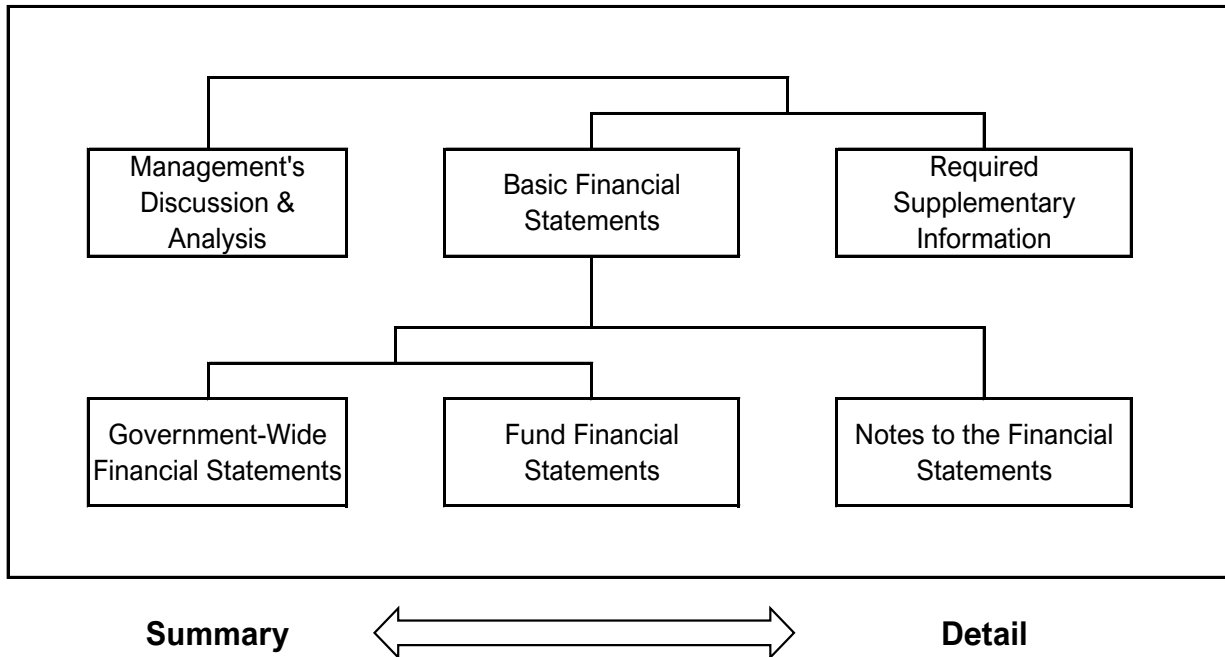 Management's
Discussion &
Analysis
Basic Financial
Statements
Required
Supplementary
Information
Government-Wide
Financial Statements
Fund Financial
Statements
Notes to the Financial
Statements
Summary
Detail